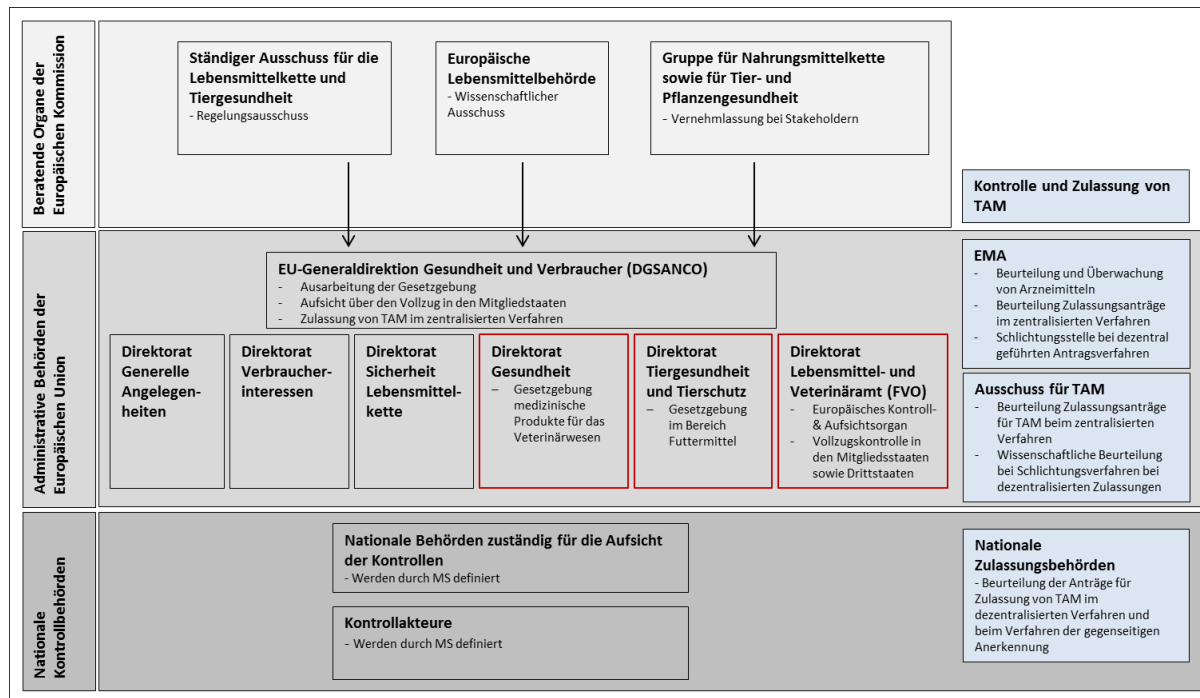 Beratende Organe der
Europäischen Kommission
Ständiger Ausschuss für die
Lebensmittelkette und
Tiergesundheit
- Regelungsausschuss
Europäische
Lebensmittelbehörde
- Wissenschaftlicher
Ausschuss
Gruppe für Nahrungsmittelkette
sowie für Tier- und
Pflanzengesundheit
- Vernehmlassung bei Stakeholdern
Kontrolle und Zulassung von
TAM
Administrative Behörden der
Europäischen Union
EU-Generaldirektion Gesundheit und Verbraucher (DGSANCO)
- Ausarbeitung der Gesetzgebung
- Aufsicht über den Vollzug in den Mitgliedstaaten
- Zulassung von TAM im zentralisierten Verfahren
Direktorat
Generelle
Angelegen-
heiten
Direktorat
Verbraucher-
interessen
Direktorat
Sicherheit
Lebensmittel-
kette
Direktorat
Gesundheit
– Gesetzgebung
medizinische
Produkte für das
Veterinärwesen
Direktorat
Tiergesundheit
und Tierschutz
– Gesetzgebung
im Bereich
Futtermittel
Direktorat
Lebensmittel- und
Veterinäramt (FVO)
- Europäisches Kontroll-
& Aufsichtsorgan
- Vollzugskontrolle in
den Mitgliedsstaaten
sowie Drittstaaten
EMA
- Beurteilung und Überwachung
von Arzneimitteln
- Beurteilung Zulassungsanträge
im zentralisierten Verfahren
- Schlichtungsstelle bei dezentral
geführten Antragsverfahren
Ausschuss für TAM
- Beurteilung Zulassungsanträge
für TAM beim zentralisierten
Verfahren
- Wissenschaftliche Beurteilung
bei Schlichtungsverfahren bei
dezentralisierten Zulassungen
Nationale
Kontrollbehörden
Nationale Behörden zuständig für die Aufsicht
der Kontrollen
- Werden durch MS definiert
Kontrollakteure
- Werden durch MS definiert
Nationale
Zulassungsbehörden
- Beurteilung der Anträge für
Zulassung von TAM im
dezentralisierten Verfahren und
beim Verfahren der gegenseitigen
Anerkennung